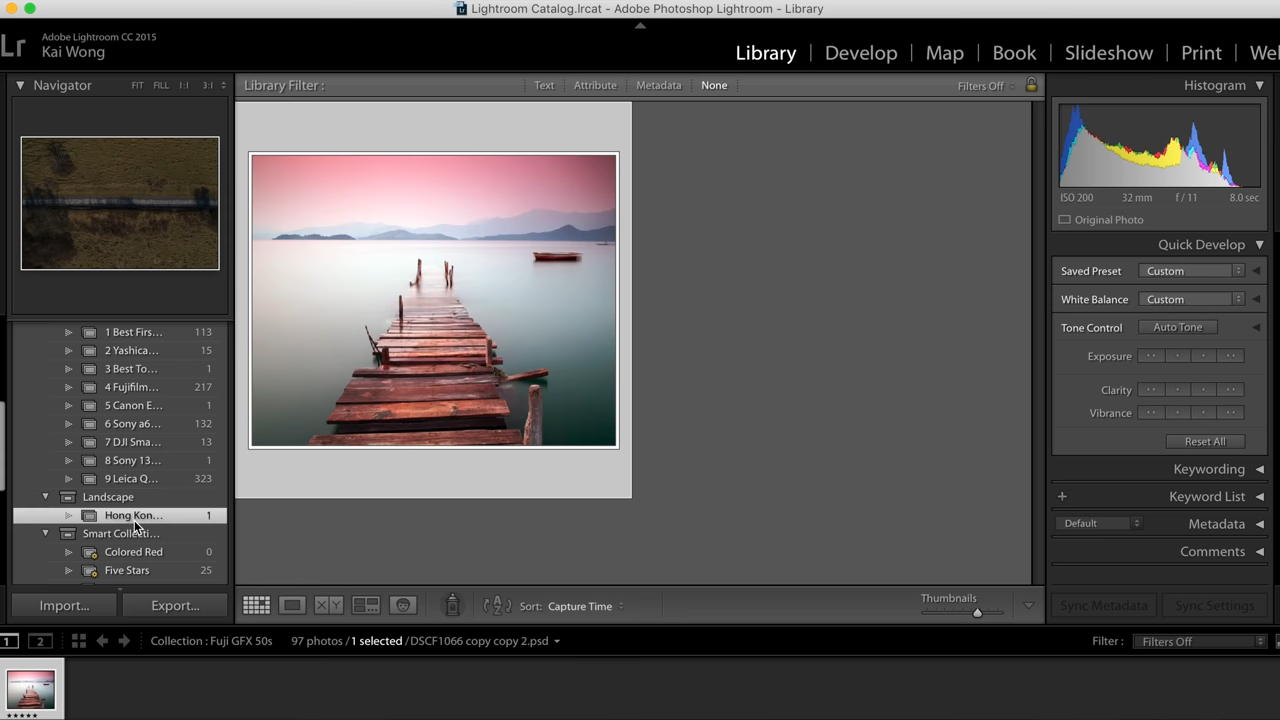 Lightroom Catalog.lrcat - Adobe Photoshop Lightroom - Library
Lr
Adobe Lightroom CC 2015
Kai Wong
Library | Develop | Map | Book | Slideshow | Print | We
Navigator FIT FILL 1:1 3:1
Library Filter : Text Attribute Metadata None Filters Off
Histogram
ISO 200 32 mm f / 11 8.0 sec
Original Photo
Quick Develop
Saved Preset Custom
White Balance Custom
Tone Control Auto Tone
Exposure
Clarity
Vibrance
Reset All
Keywording
Keyword List
Default Metadata
Comments
1 Best Firs... 113
2 Yashica... 15
3 Best To... 1
4 Fujifilm... 217
5 Canon E... 1
6 Sony a6... 132
7 DJI Sma... 13
8 Sony 13... 1
9 Leica Q... 323
Landscape
Hong Kon... 1
Smart Collecti...
Colored Red 0
Five Stars 25
Import... Export...
Sort: Capture Time
Thumbnails
Sync Metadata Sync Settings
1 2 Collection : Fuji GFX 50s 97 photos / 1 selected / DSCF1066 copy copy 2.psd Filter : Filters Off